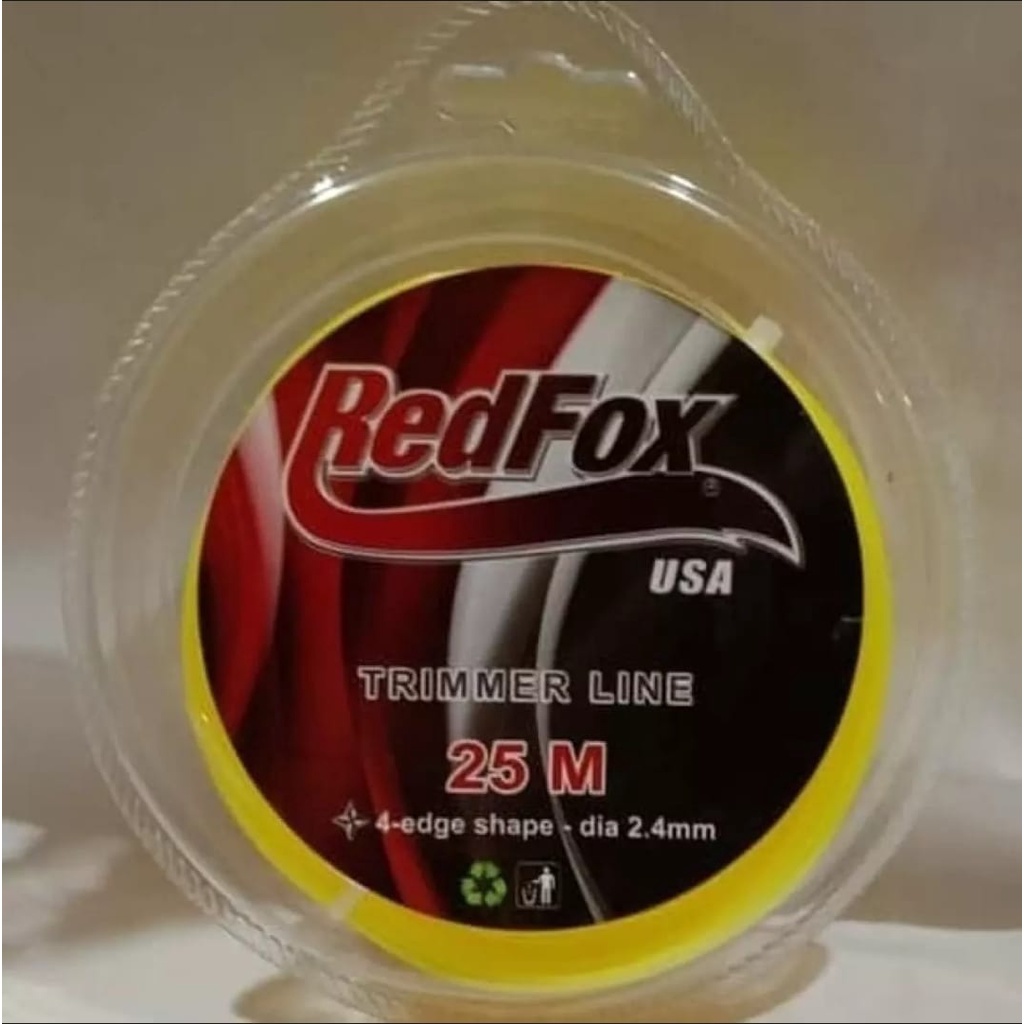 RedFox
®
USA
TRIMMER LINE
25 M
4-edge shape - dia 2.4mm